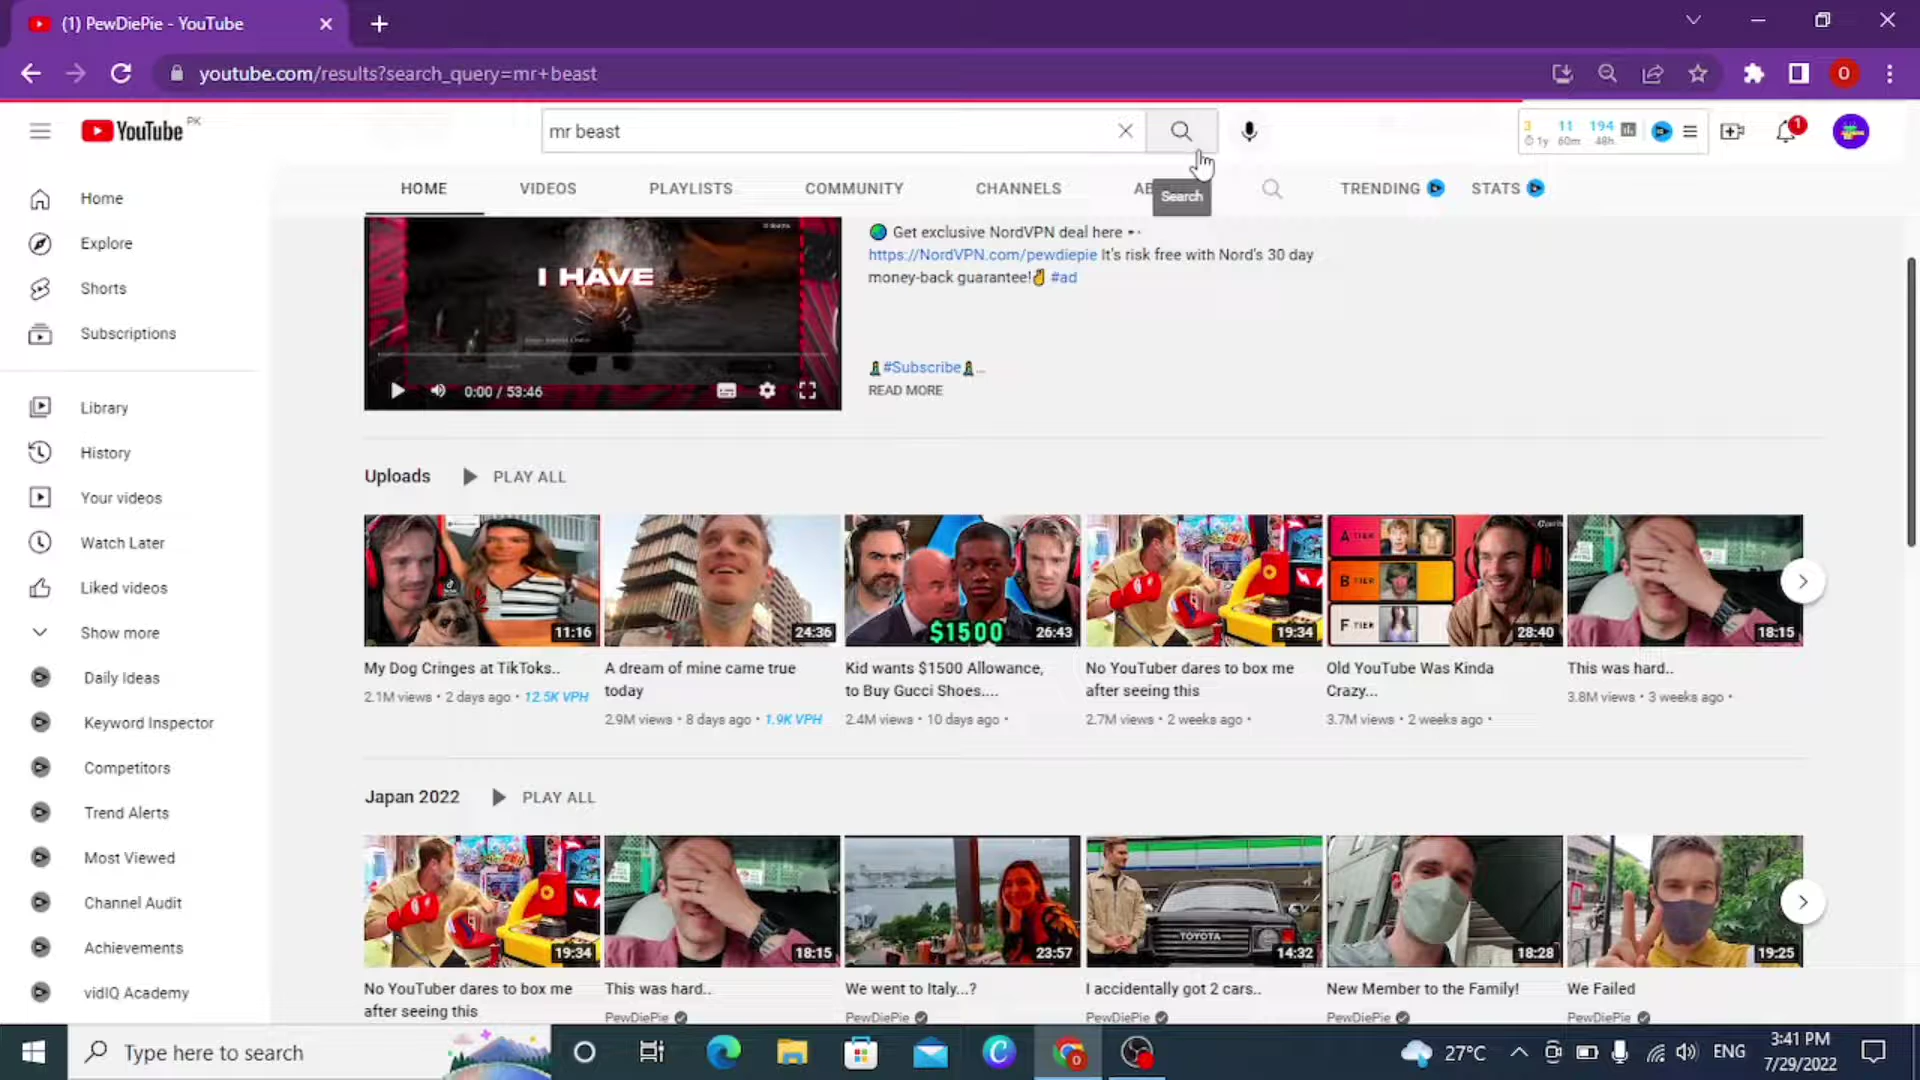 (1) PewDiePie - YouTube
youtube.com/results?search_query=mr+beast
YouTube PK
mr beast
3 11 194
1y 60m 48h
1
O
Home
Explore
Shorts
Subscriptions
Library
History
Your videos
Watch Later
Liked videos
Show more
Daily Ideas
Keyword Inspector
Competitors
Trend Alerts
Most Viewed
Channel Audit
Achievements
vidIQ Academy
HOME VIDEOS PLAYLISTS COMMUNITY CHANNELS AB TRENDING STATS
Search
I HAVE
0:00 / 53:46
Get exclusive NordVPN deal here
https://NordVPN.com/pewdiepie It's risk free with Nord's 30 day
money-back guarantee! #ad
#Subscribe ...
READ MORE
Uploads PLAY ALL
11:16
24:36
$1500
26:43
19:34
A TIER
B TIER
F TIER
28:40
18:15
My Dog Cringes at TikToks..
2.1M views • 2 days ago • 12.5K VPH
A dream of mine came true
today
2.9M views • 8 days ago • 1.9K VPH
Kid wants $1500 Allowance,
to Buy Gucci Shoes....
2.4M views • 10 days ago •
No YouTuber dares to box me
after seeing this
2.7M views • 2 weeks ago •
Old YouTube Was Kinda
Crazy...
3.7M views • 2 weeks ago •
This was hard..
3.8M views • 3 weeks ago •
Japan 2022 PLAY ALL
19:34
18:15
23:57
TOYOTA
14:32
18:28
19:25
No YouTuber dares to box me
after seeing this
This was hard..
PewDiePie
We went to Italy...?
PewDiePie
I accidentally got 2 cars..
PewDiePie
New Member to the Family!
PewDiePie
We Failed
PewDiePie
Type here to search
27°C
ENG
3:41 PM
7/29/2022